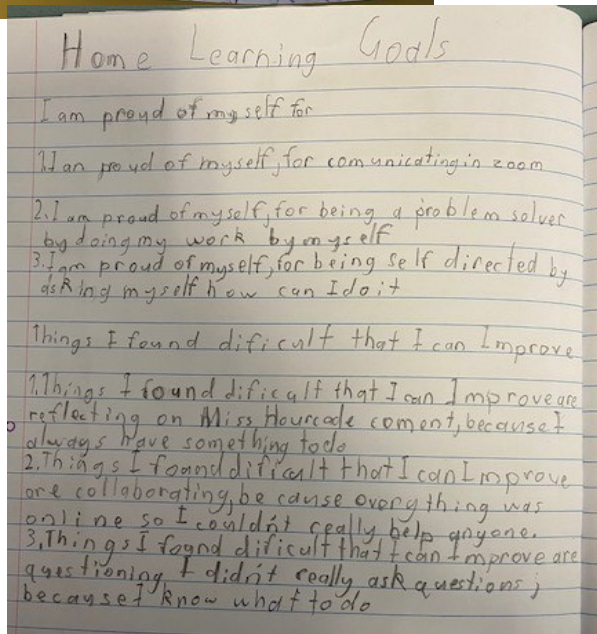 Home Learning Goals
I am proud of my self for
1.I am proud of myself, for comunicating in zoom
2.I am proud of myself, for being a problem solver
by doing my work by myself
3.I am proud of myself, for being self directed by
asking myself how can I do it
Things I found dificult that I can Improve
1.Things I found dificult that I can Improve are
reflecting on Miss Hourcade coment, because I
always have something to do
2.Things I found dificult that I can Improve
are collaborating, because every thing was
online so I couldn't really help anyone.
3.Things I found dificult that I can Improve are
questioning I didn't really ask questions,
because I know what to do